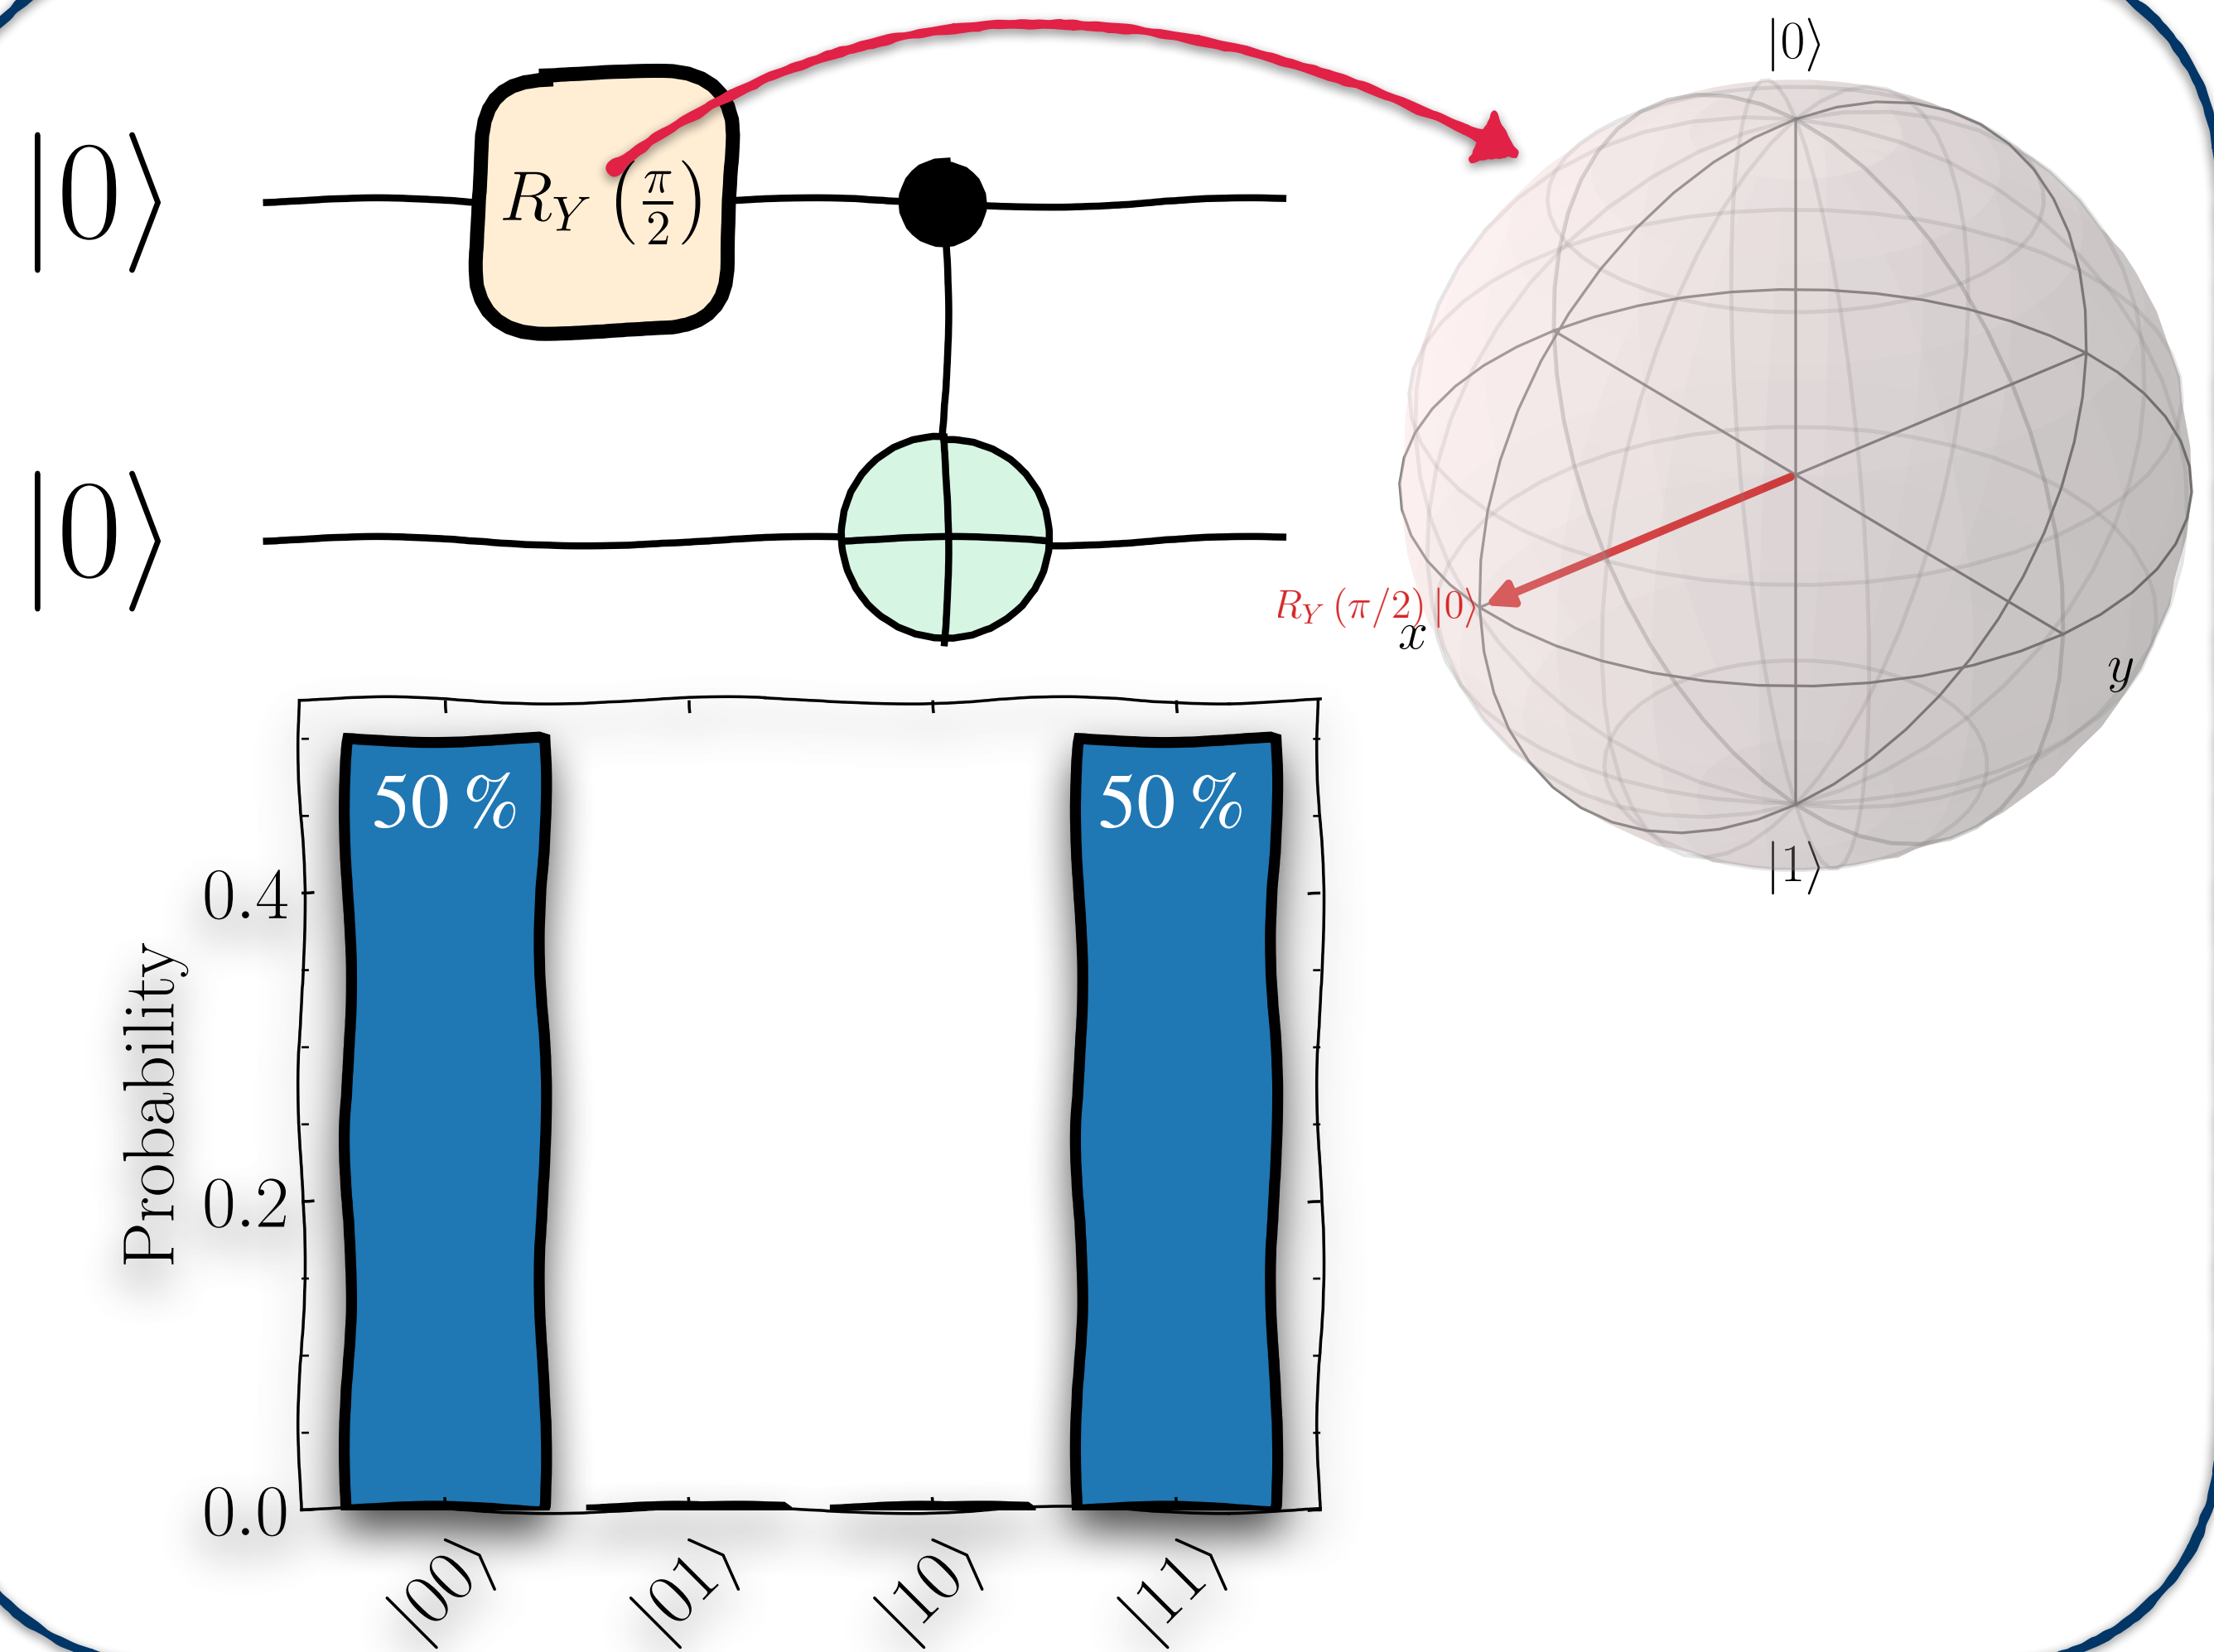 |0⟩
R_Y (π/2)
|0⟩
|0⟩
R_Y (π/2) |0⟩
x
y
|1⟩
50 %
50 %
Probability
0.4
0.2
0.0
|00⟩
|01⟩
|10⟩
|11⟩